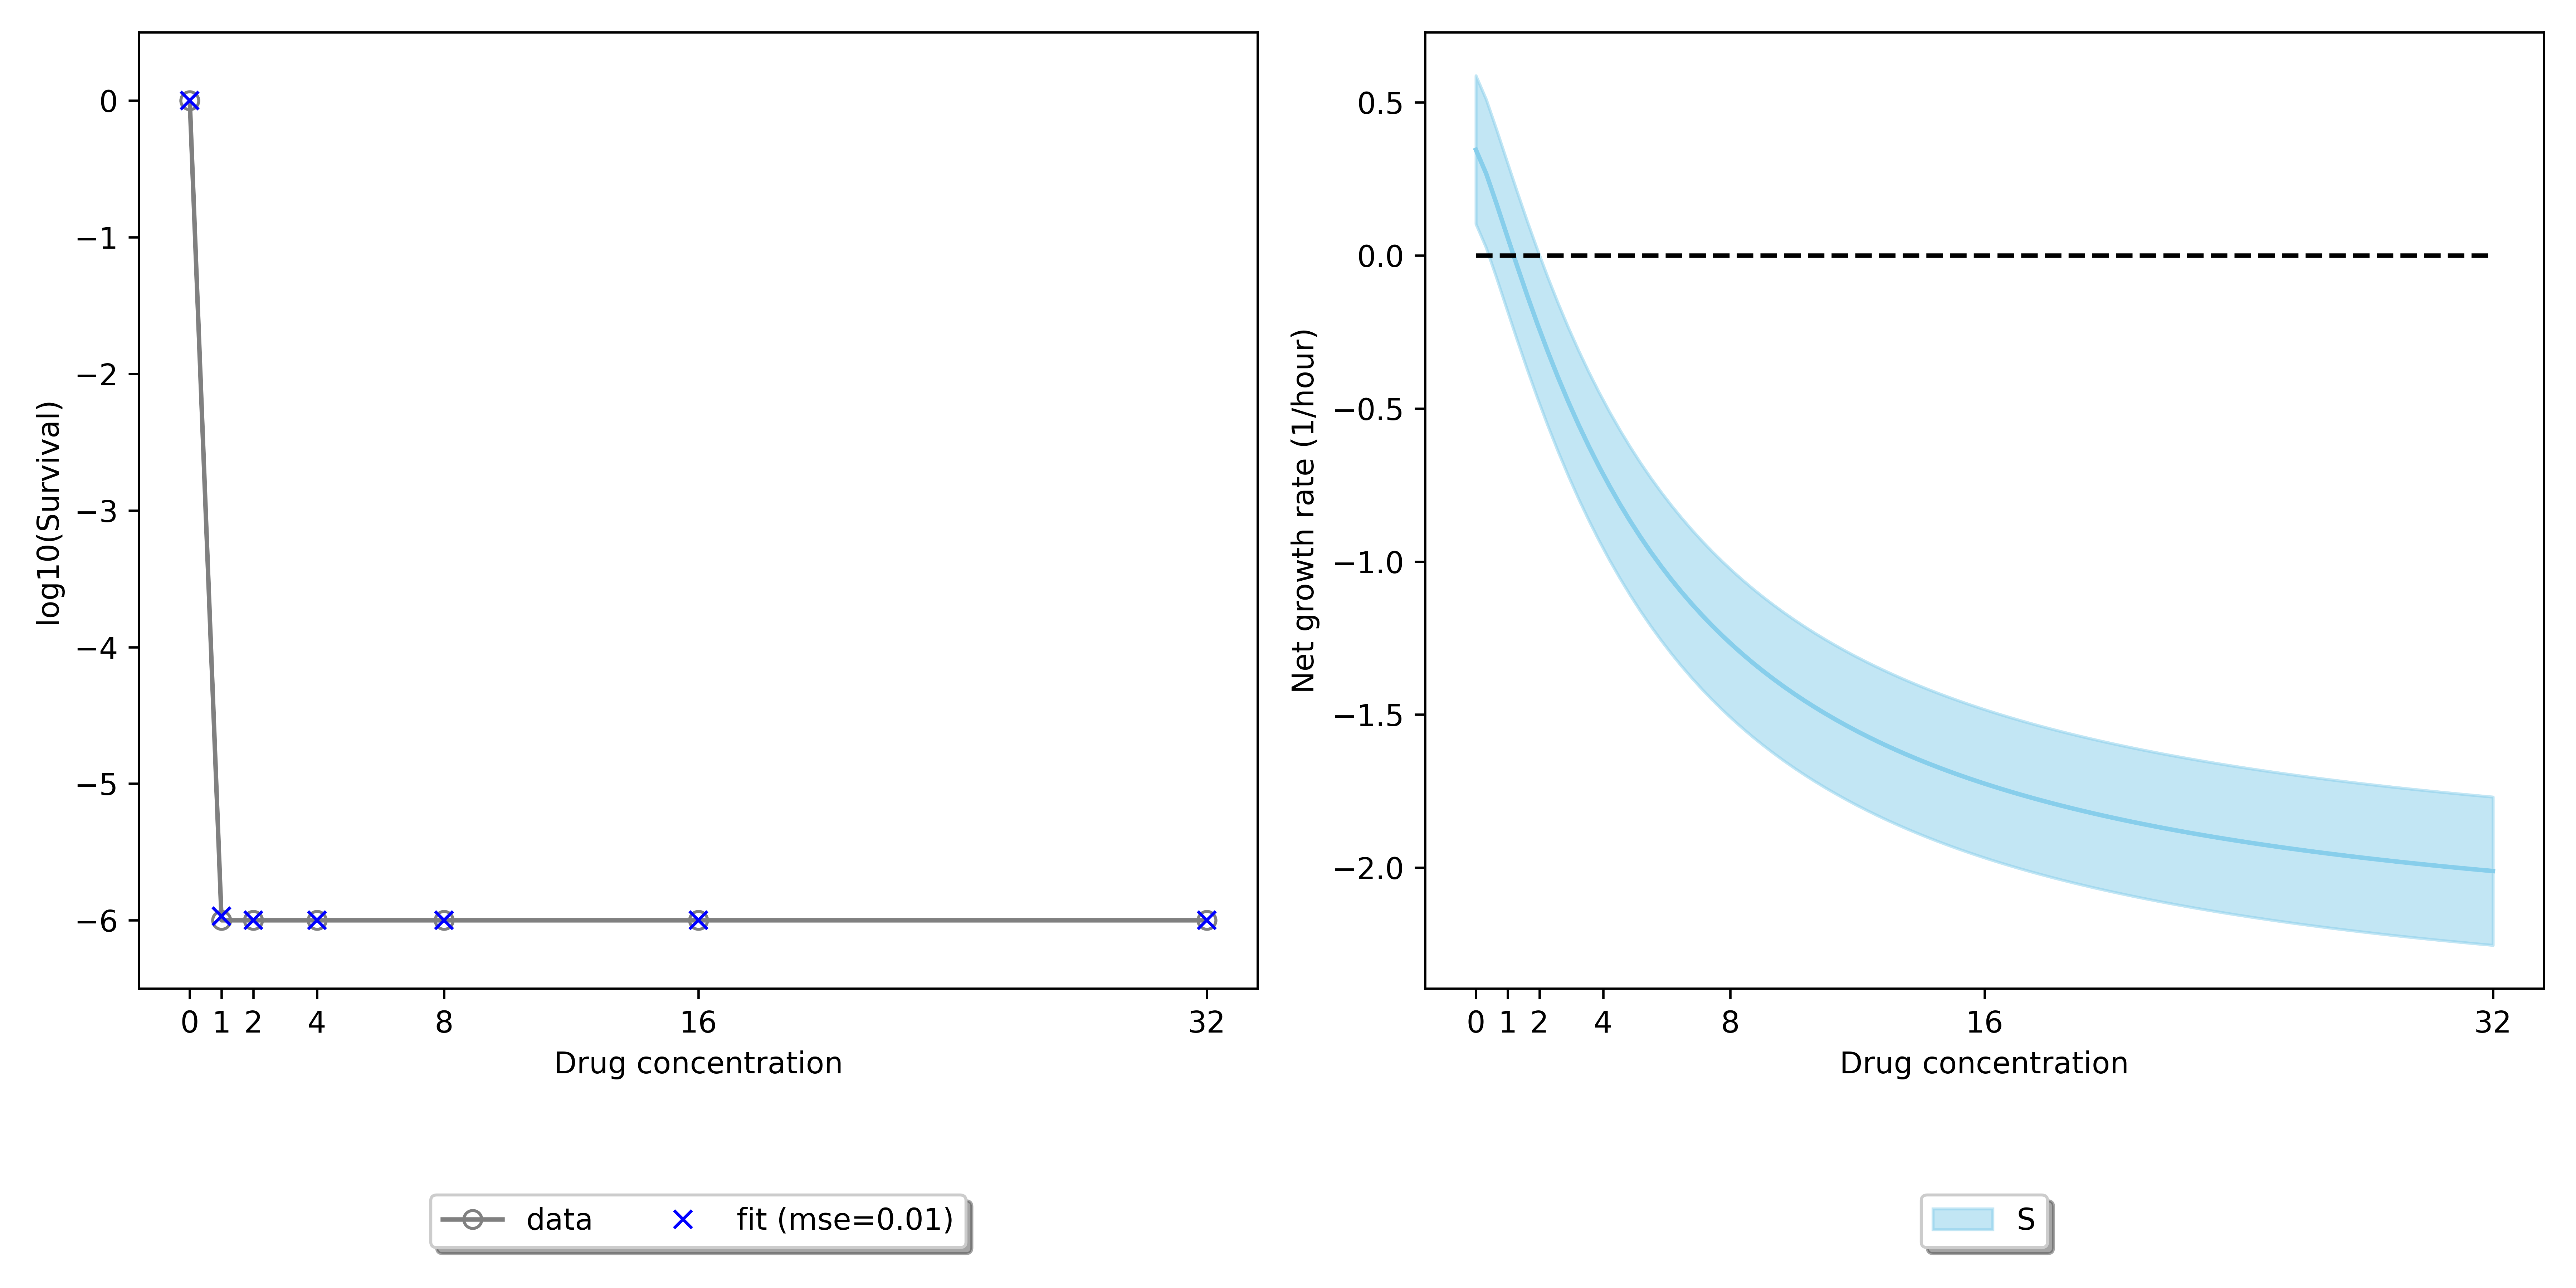 log10(Survival)
0
−1
−2
−3
−4
−5
−6
0 1 2 4 8 16 32
Drug concentration
data fit (mse=0.01)
Net growth rate (1/hour)
0.5
0.0
−0.5
−1.0
−1.5
−2.0
0 1 2 4 8 16 32
Drug concentration
S